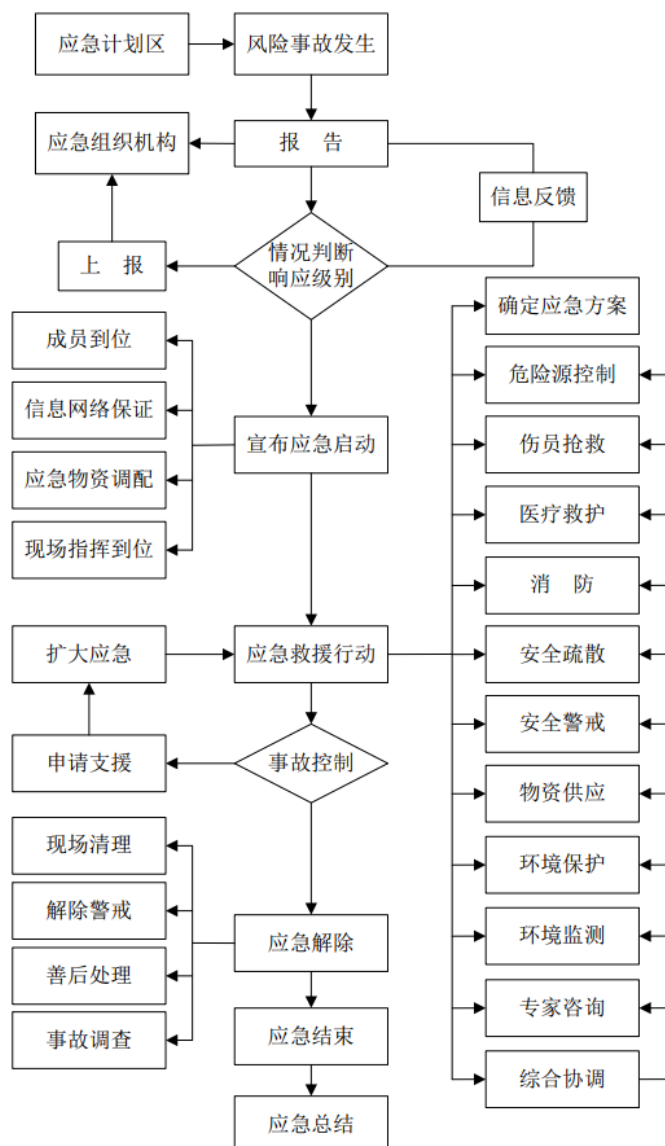 应急计划区
风险事故发生
应急组织机构
报　告
信息反馈
上　报
情况判断
响应级别
确定应急方案
成员到位
危险源控制
信息网络保证
宣布应急启动
伤员抢救
应急物资调配
医疗救护
现场指挥到位
消　防
扩大应急
应急救援行动
安全疏散
安全警戒
申请支援
事故控制
物资供应
现场清理
环境保护
解除警戒
应急解除
环境监测
善后处理
专家咨询
事故调查
应急结束
综合协调
应急总结